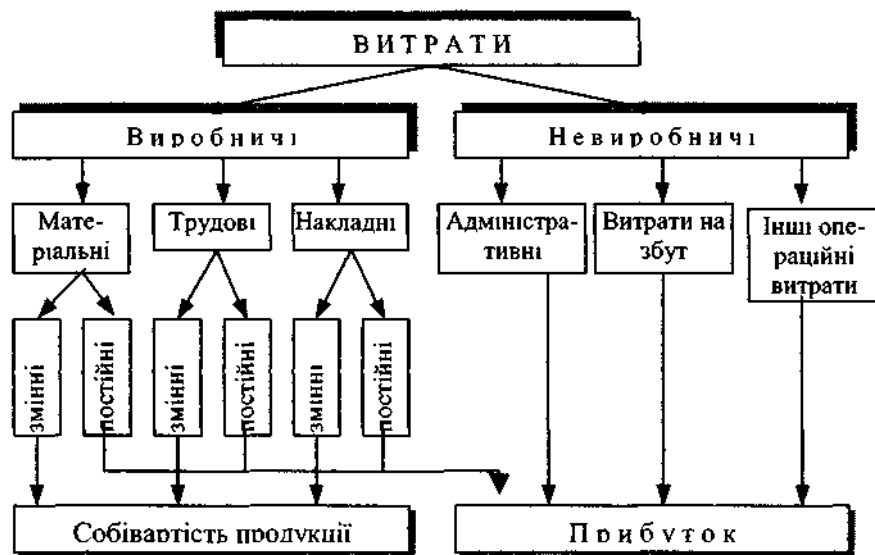 ВИТРАТИ
Виробничі
Невиробничі
Мате-
ріальні
Трудові
Накладні
Адміністра-
тивні
Витрати на
збут
Інші опе-
раційні
витрати
змінні
постійні
змінні
постійні
змінні
постійні
Собівартість продукції
Прибуток